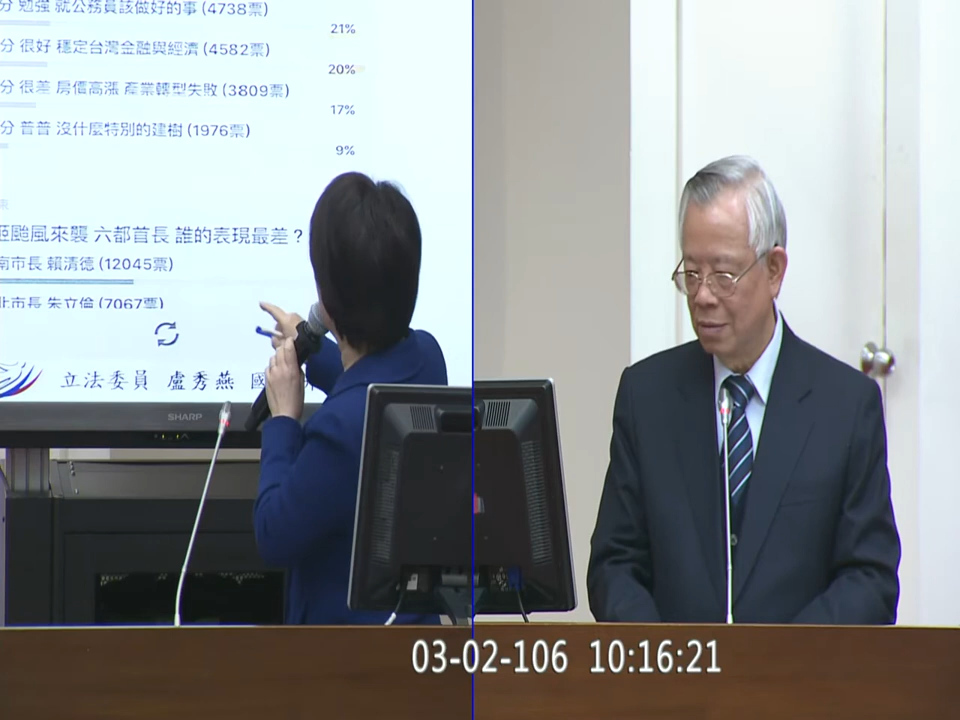 分 勉強 就公務員該做好的事 (4738票)
21%
分 很好 穩定台灣金融與經濟 (4582票)
20%
分 很差 房價高漲 產業轉型失敗 (3809票)
17%
分 普普 沒什麼特別的建樹 (1976票)
9%
颱風來襲 六都首長 誰的表現最差？
南市長 賴清德 (12045票)
北市長 朱立倫 (7067票)
立法委員 盧秀燕 國
SHARP
03-02-106 10:16:21